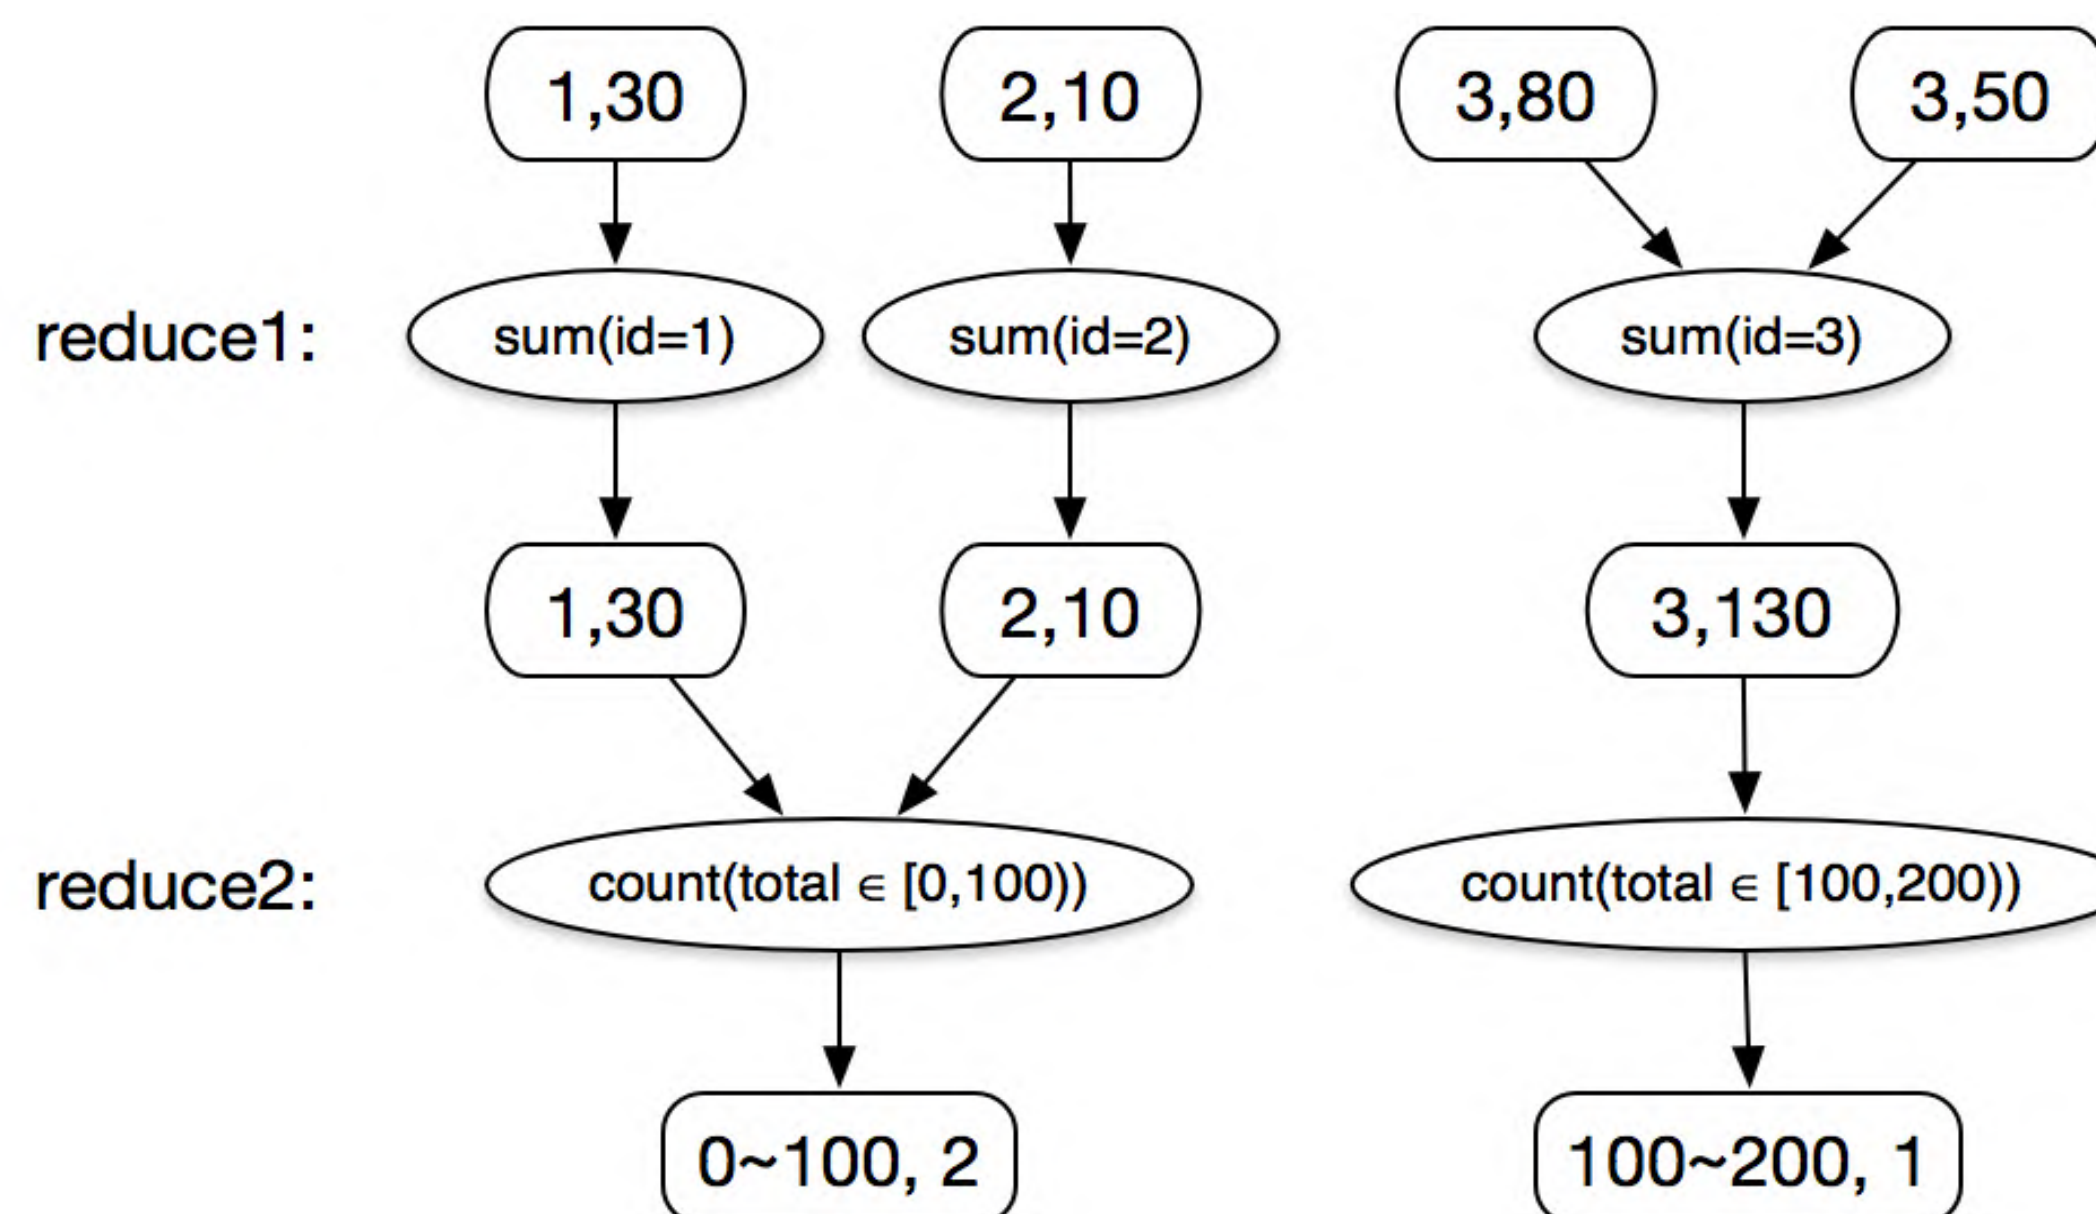 1,30
2,10
3,80
3,50
reduce1:
sum(id=1)
sum(id=2)
sum(id=3)
1,30
2,10
3,130
reduce2:
count(total ∈ [0,100))
count(total ∈ [100,200))
0~100, 2
100~200, 1